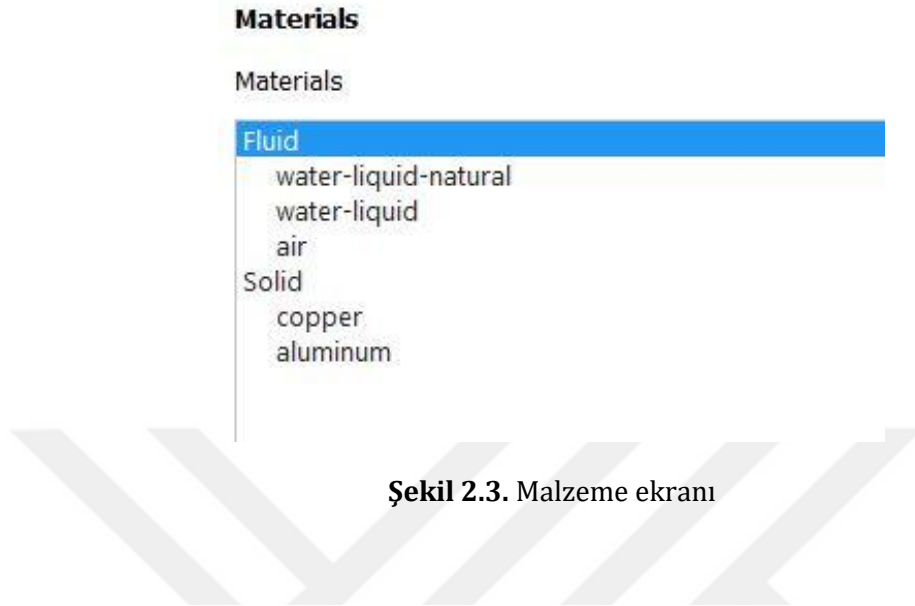 Materials
Materials
Fluid
water-liquid-natural
water-liquid
air
Solid
copper
aluminum
Şekil 2.3. Malzeme ekranı